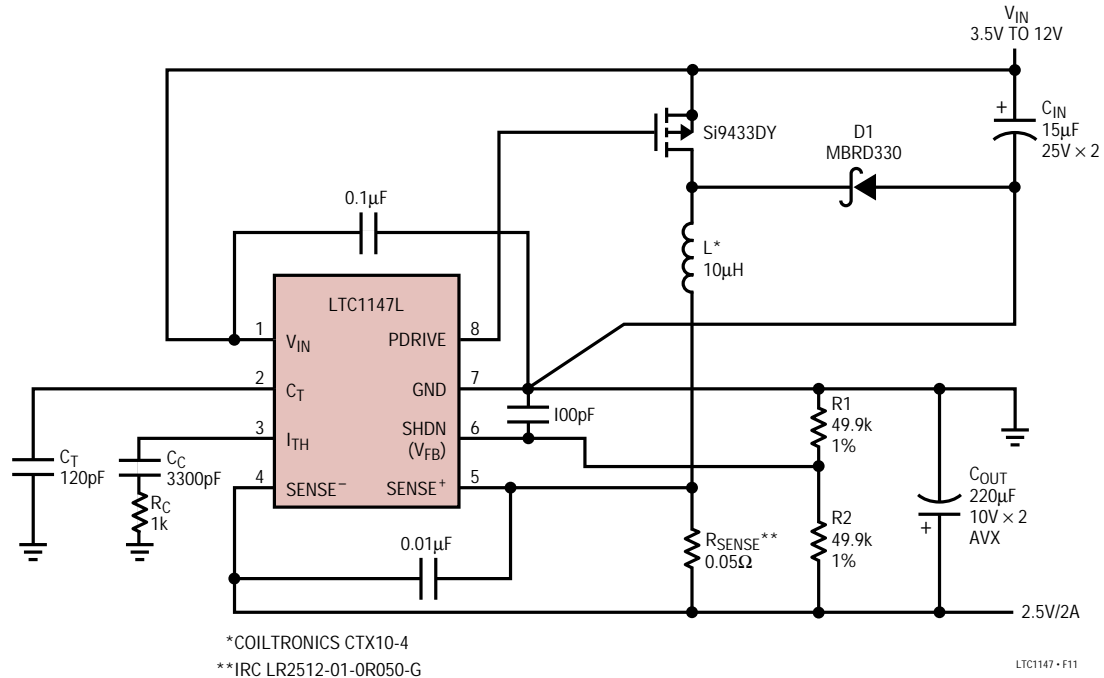 VIN
3.5V TO 12V
+
CIN
15µF
25V × 2
Si9433DY
D1
MBRD330
0.1µF
L*
10µH
LTC1147L
1
VIN
PDRIVE
8
2
CT
GND
7
3
ITH
SHDN
(VFB)
6
4
SENSE−
SENSE+
5
I00pF
R1
49.9k
1%
CT
120pF
CC
3300pF
RC
1k
0.01µF
RSENSE**
0.05Ω
R2
49.9k
1%
COUT
220µF
10V × 2
AVX
+
2.5V/2A
*COILTRONICS CTX10-4
**IRC LR2512-01-0R050-G
LTC1147 • F11